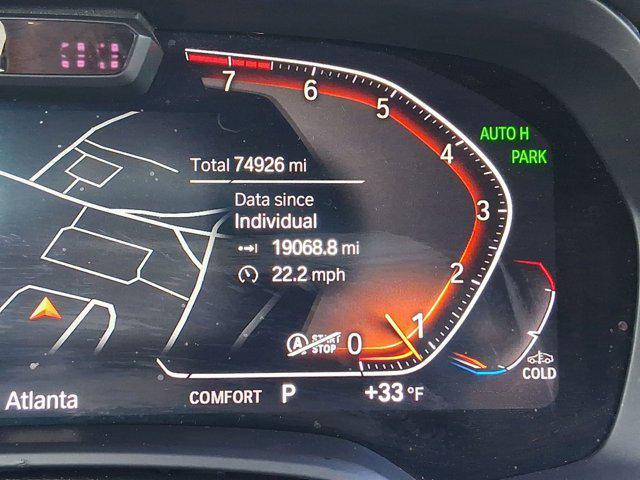 7
6
5
4
3
2
1
0
AUTO H
PARK
Total 74926 mi
Data since
Individual
19068.8 mi
22.2 mph
A START
STOP
COLD
Atlanta
COMFORT P +33 °F